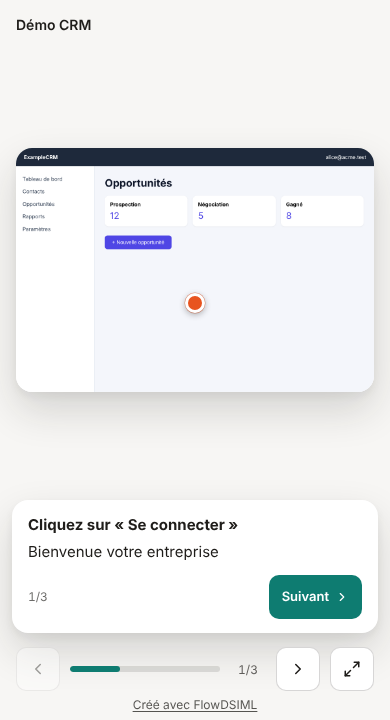 Démo CRM
ExampleCRM
alice@acme.test
Tableau de bord
Contacts
Opportunités
Rapports
Paramètres
Opportunités
Prospection
12
Négociation
5
Gagné
8
+ Nouvelle opportunité
Cliquez sur « Se connecter »
Bienvenue votre entreprise
1/3
Suivant
1/3
Créé avec FlowDSIML